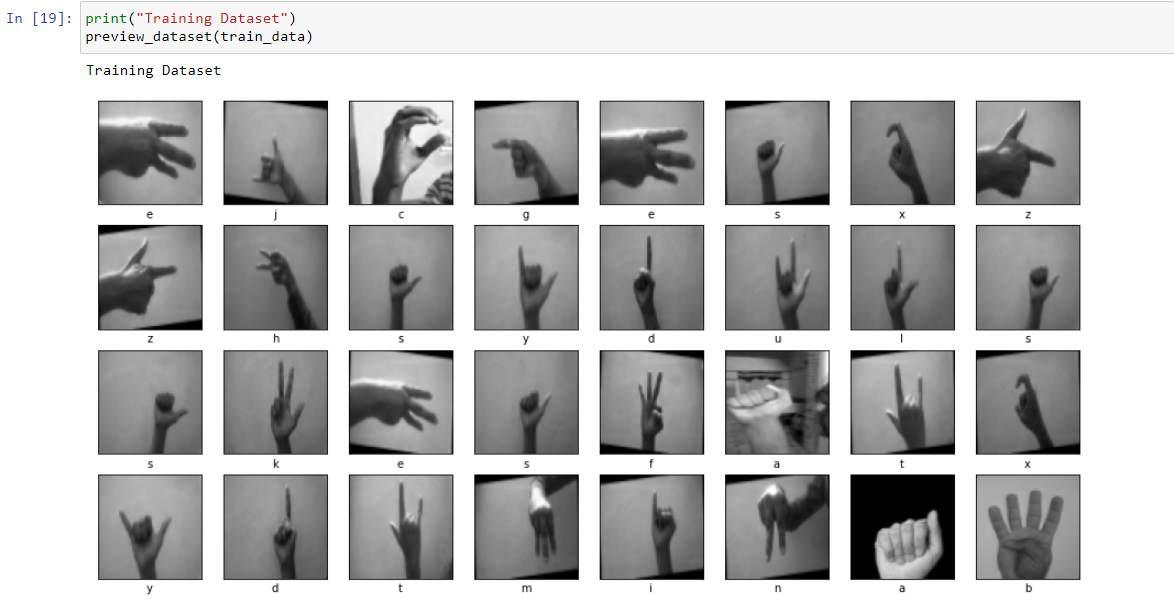 In [19]: print("Training Dataset")
preview_dataset(train_data)
Training Dataset
e j c g e s x z
z h s y d u l s
s k e s f a t x
y d t m i n a b